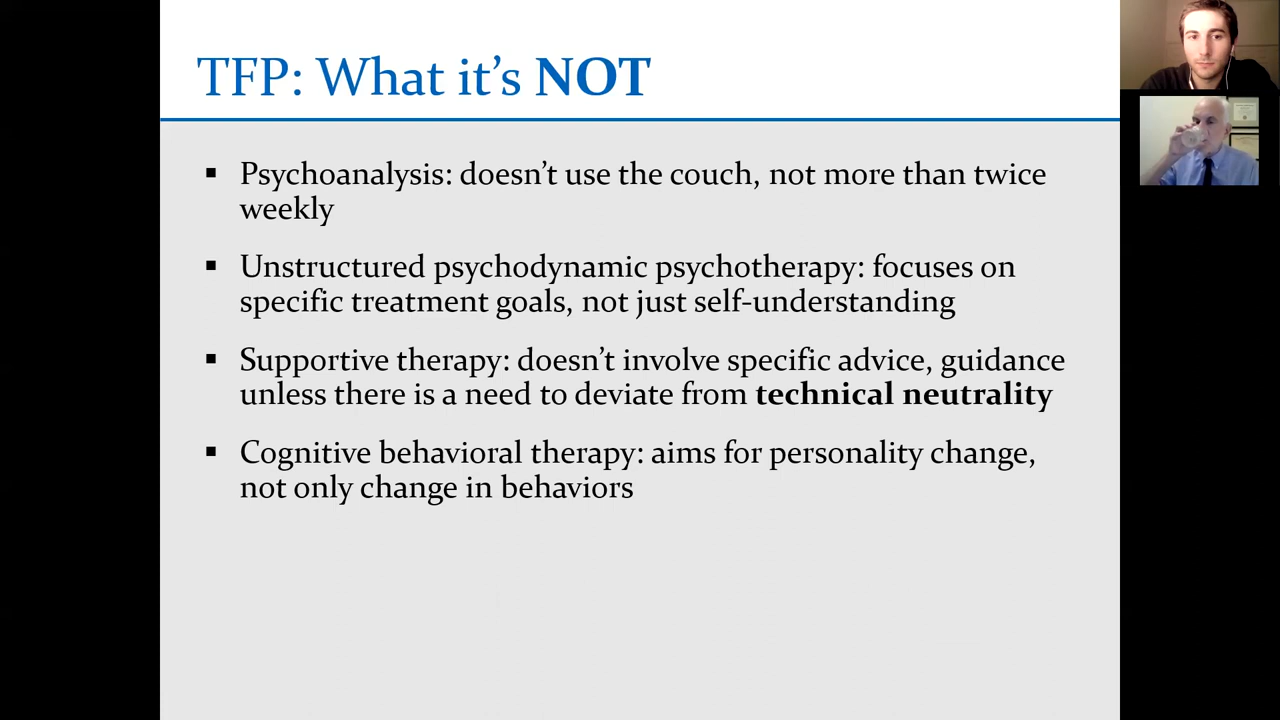 TFP: What it’s NOT
▪ Psychoanalysis: doesn’t use the couch, not more than twice
weekly
▪ Unstructured psychodynamic psychotherapy: focuses on
specific treatment goals, not just self-understanding
▪ Supportive therapy: doesn’t involve specific advice, guidance
unless there is a need to deviate from technical neutrality
▪ Cognitive behavioral therapy: aims for personality change,
not only change in behaviors